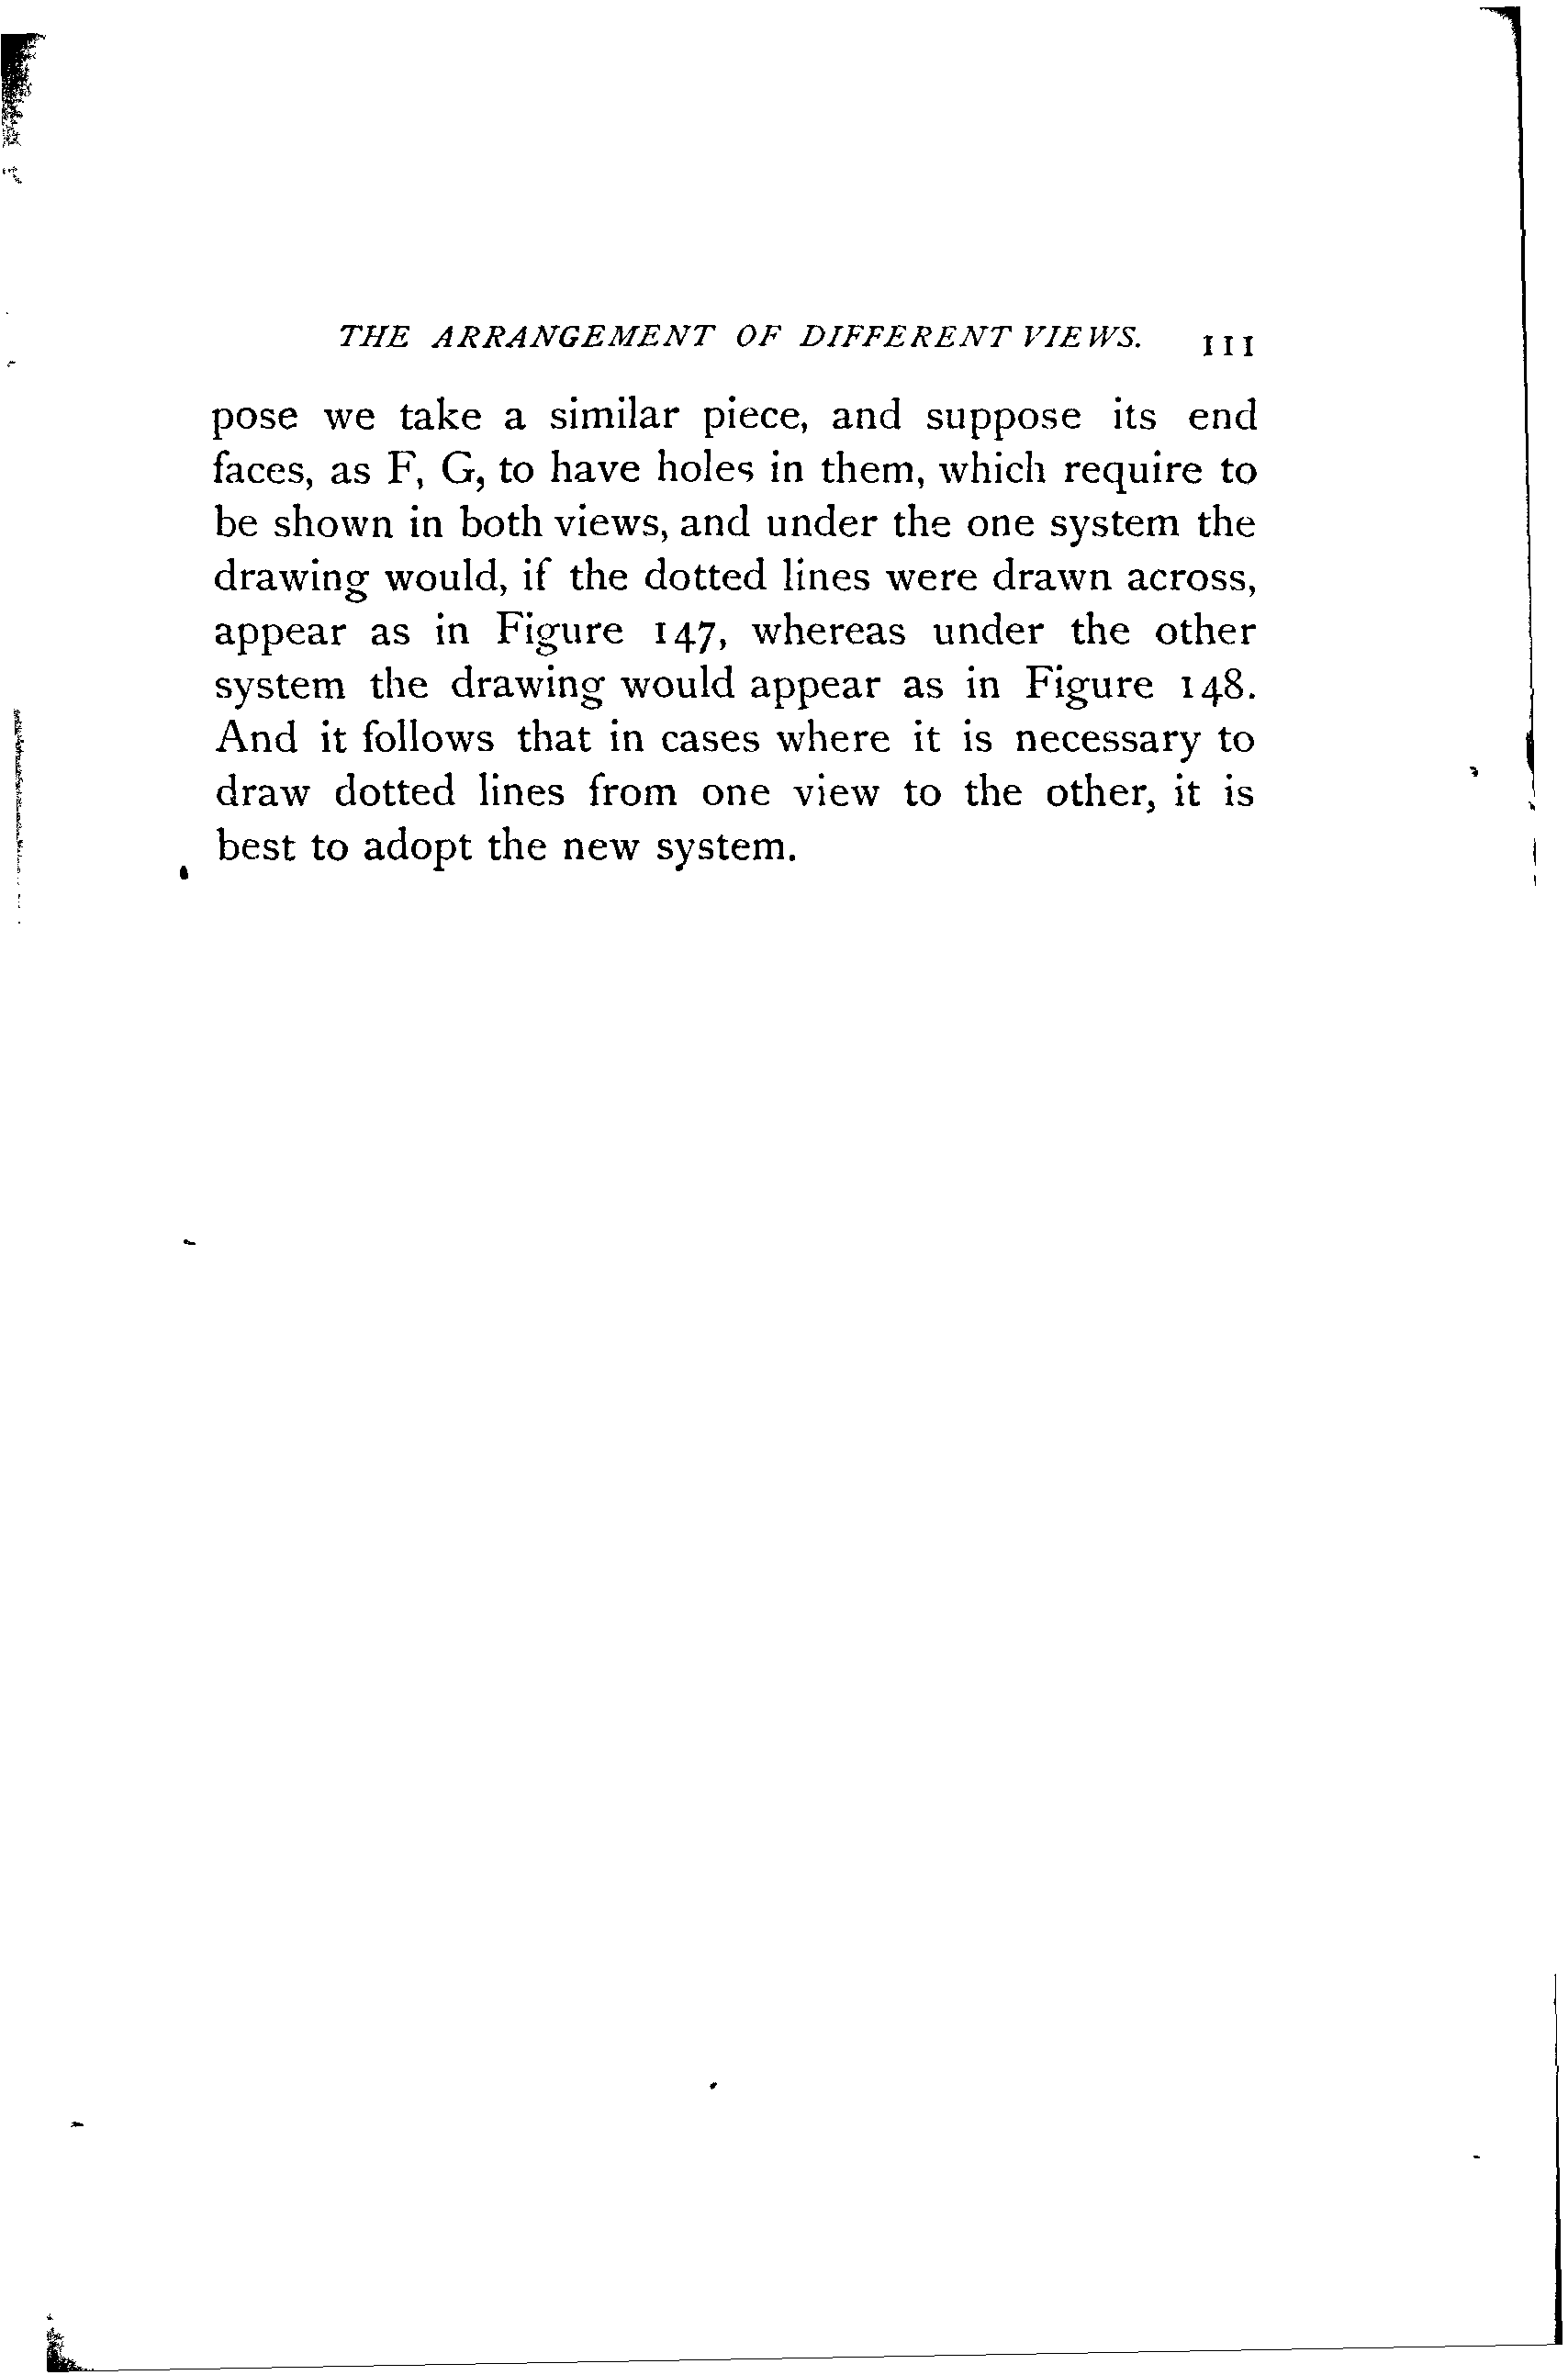 THE ARRANGEMENT OF DIFFERENT VIEWS. 111
pose we take a similar piece, and suppose its end
faces, as F, G, to have holes in them, which require to
be shown in both views, and under the one system the
drawing would, if the dotted lines were drawn across,
appear as in Figure 147, whereas under the other
system the drawing would appear as in Figure 148.
And it follows that in cases where it is necessary to
draw dotted lines from one view to the other, it is
best to adopt the new system.